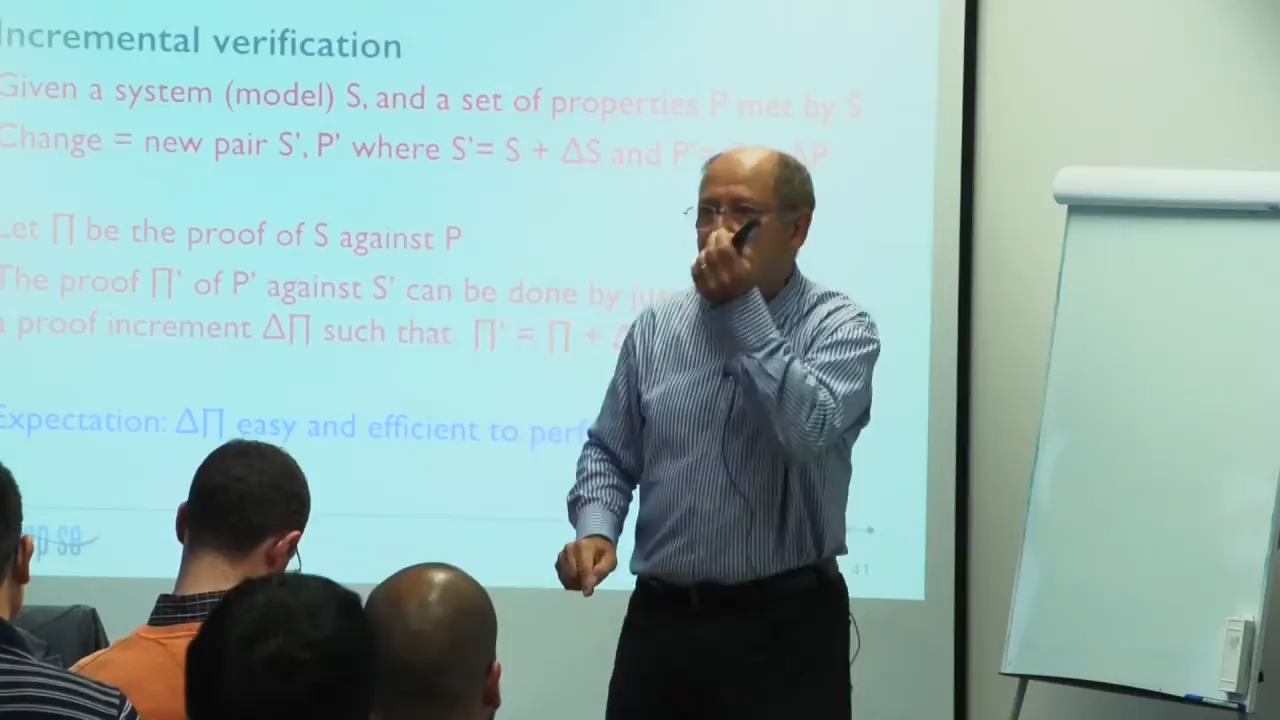 Incremental verification
Given a system (model) S, and a set of properties P met by S
Change = new pair S', P' where S'= S + ΔS and P'= ΔP
Let ∏ be the proof of S against P
The proof ∏' of P' against S' can be done by
a proof increment Δ∏ such that ∏' = ∏ +
Expectation: Δ∏ easy and efficient to
41